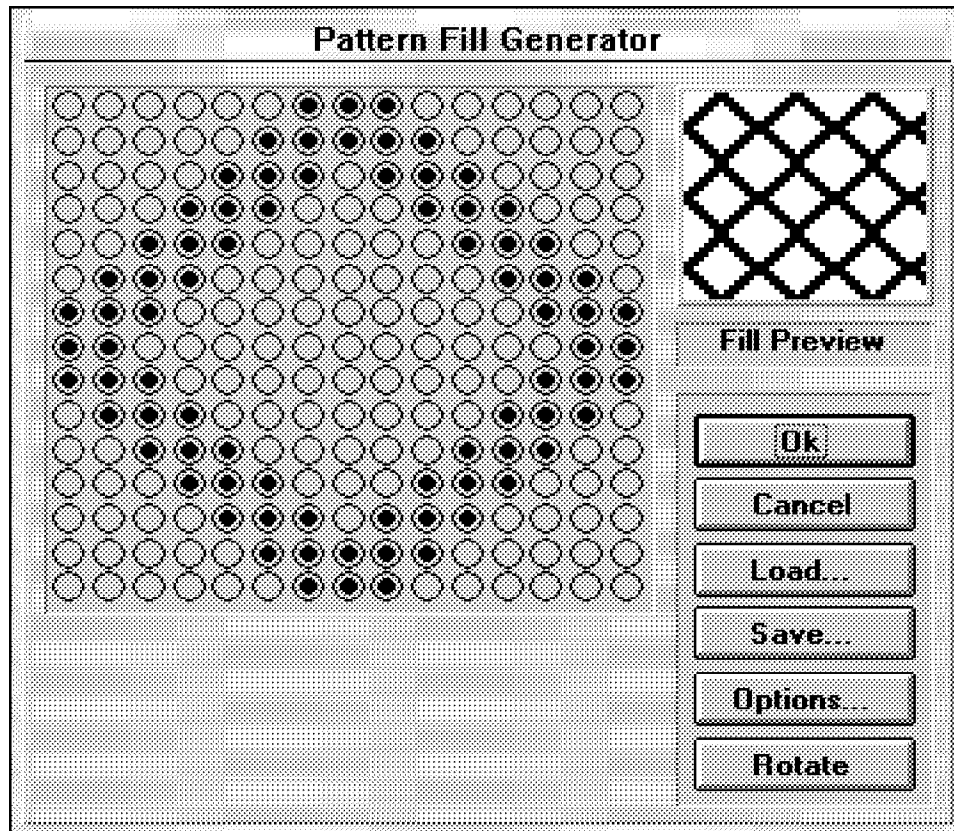 Pattern Fill Generator
Fill Preview
Ok
Cancel
Load...
Save...
Options...
Rotate